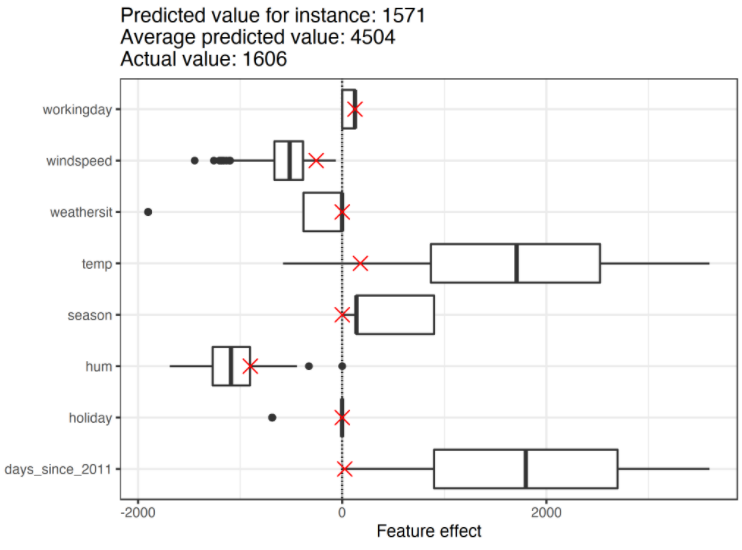 Predicted value for instance: 1571
Average predicted value: 4504
Actual value: 1606
workingday
windspeed
weathersit
temp
season
hum
holiday
days_since_2011
-2000 0 2000
Feature effect